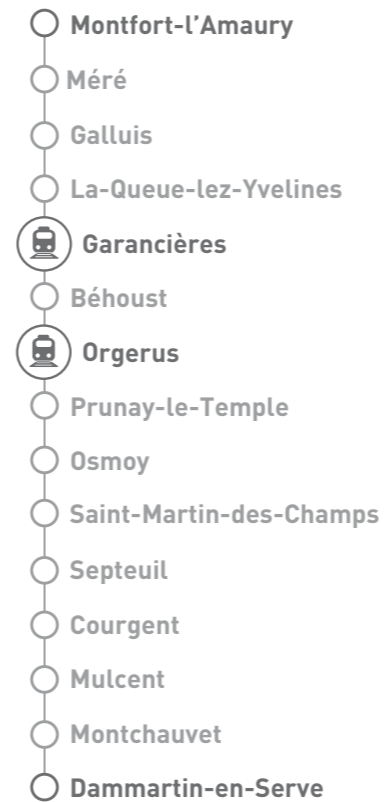 Montfort-l’Amaury
Méré
Galluis
La-Queue-lez-Yvelines
Garancières
Béhoust
Orgerus
Prunay-le-Temple
Osmoy
Saint-Martin-des-Champs
Septeuil
Courgent
Mulcent
Montchauvet
Dammartin-en-Serve